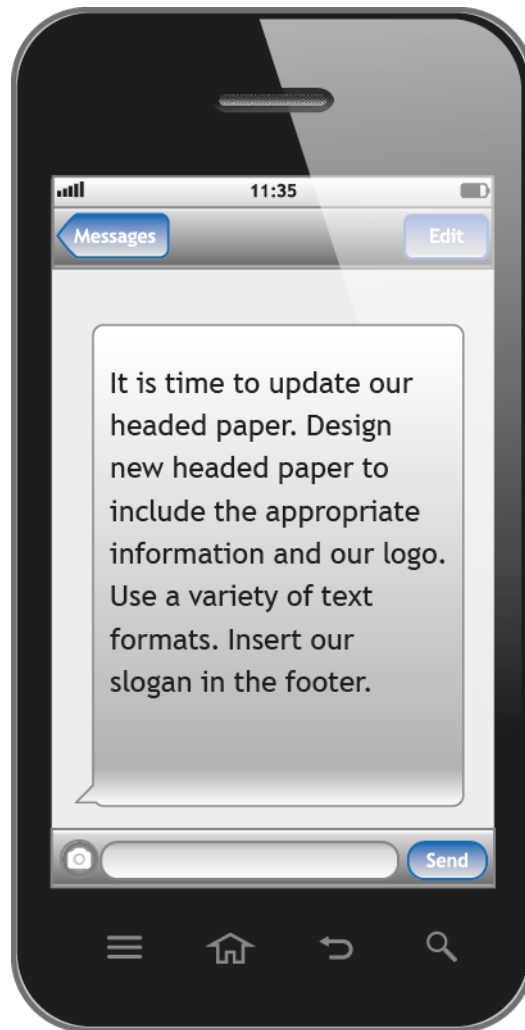 11:35
Messages
Edit
It is time to update our
headed paper. Design
new headed paper to
include the appropriate
information and our logo.
Use a variety of text
formats. Insert our
slogan in the footer.
Send